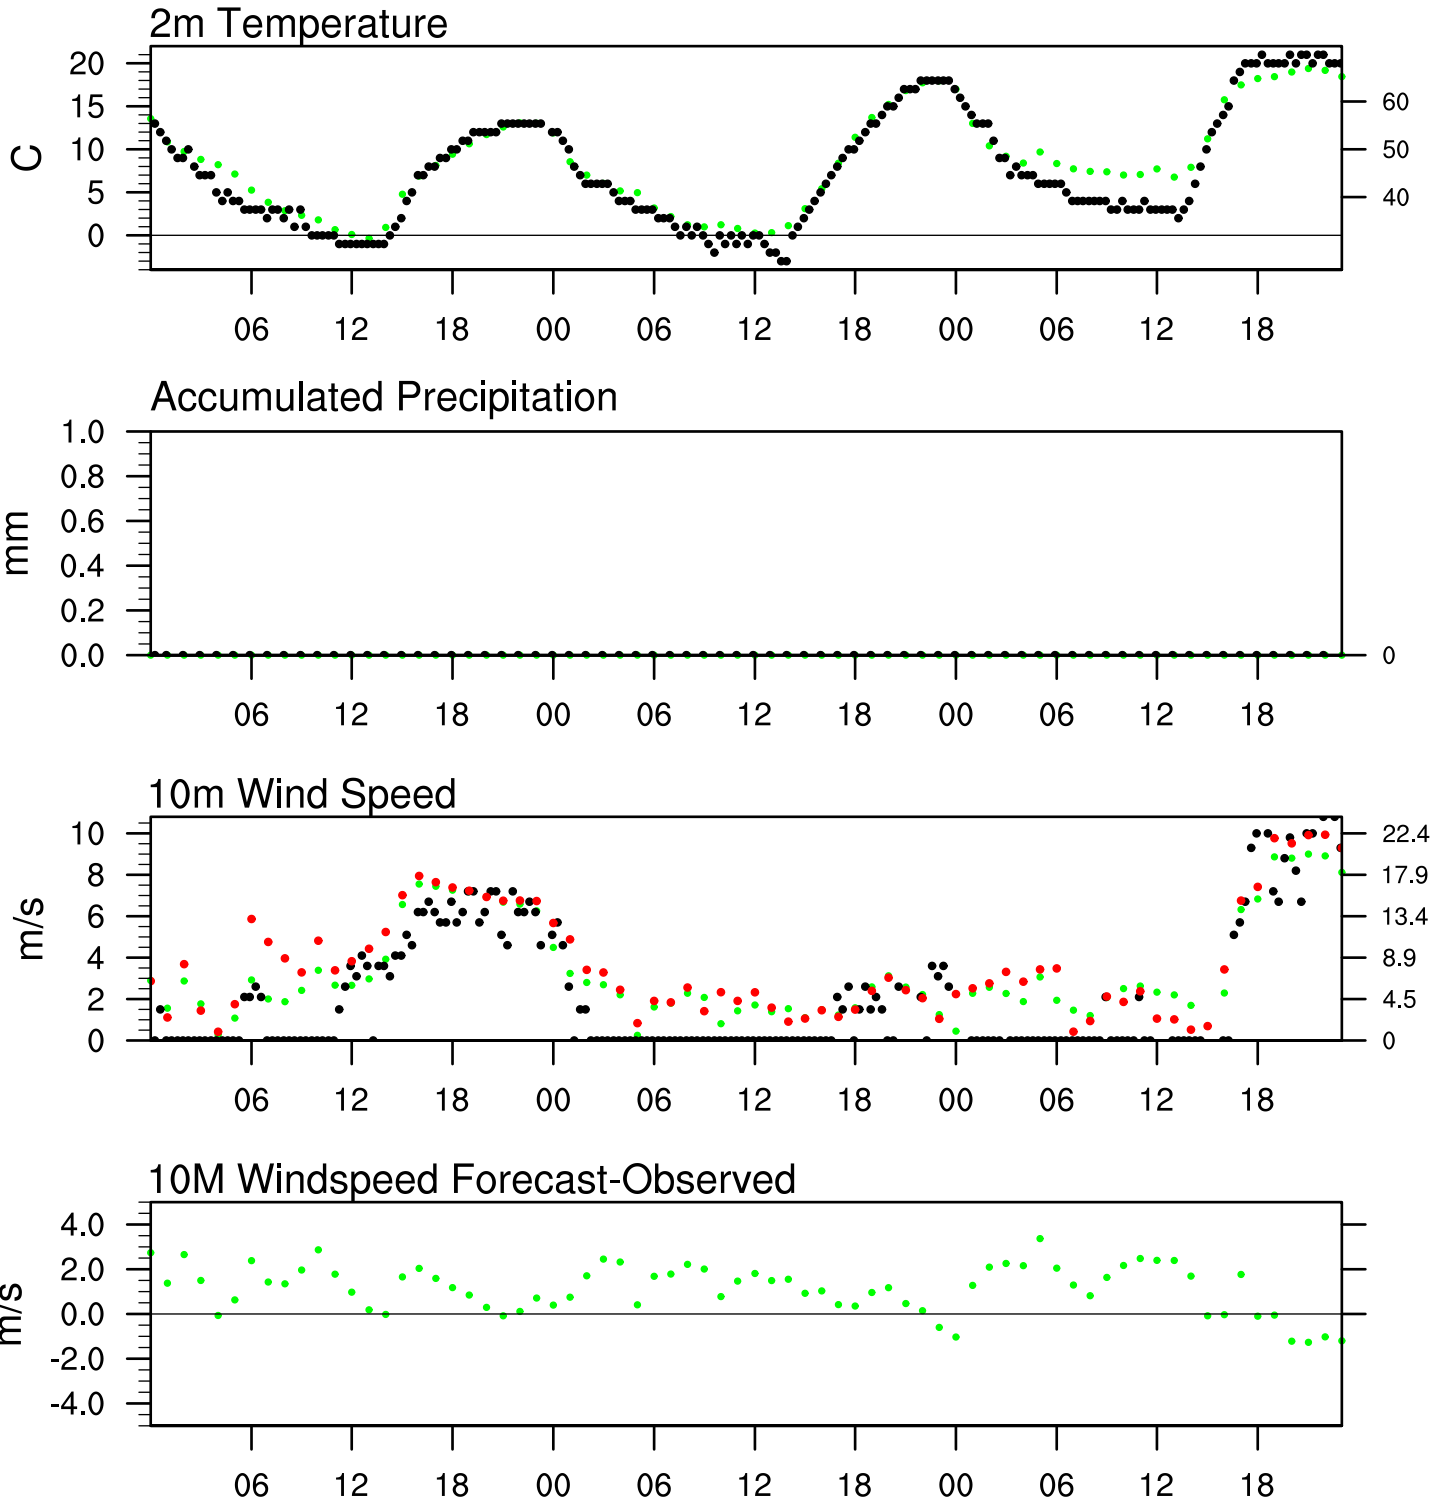 2m Temperature
20
15
10
5
0
C
60
50
40
06 12 18 00 06 12 18 00 06 12 18
Accumulated Precipitation
1.0
0.8
0.6
0.4
0.2
0.0
mm
0
06 12 18 00 06 12 18 00 06 12 18
10m Wind Speed
10
8
6
4
2
0
m/s
22.4
17.9
13.4
8.9
4.5
0
06 12 18 00 06 12 18 00 06 12 18
10M Windspeed Forecast-Observed
4.0
2.0
0.0
-2.0
-4.0
m/s
06 12 18 00 06 12 18 00 06 12 18